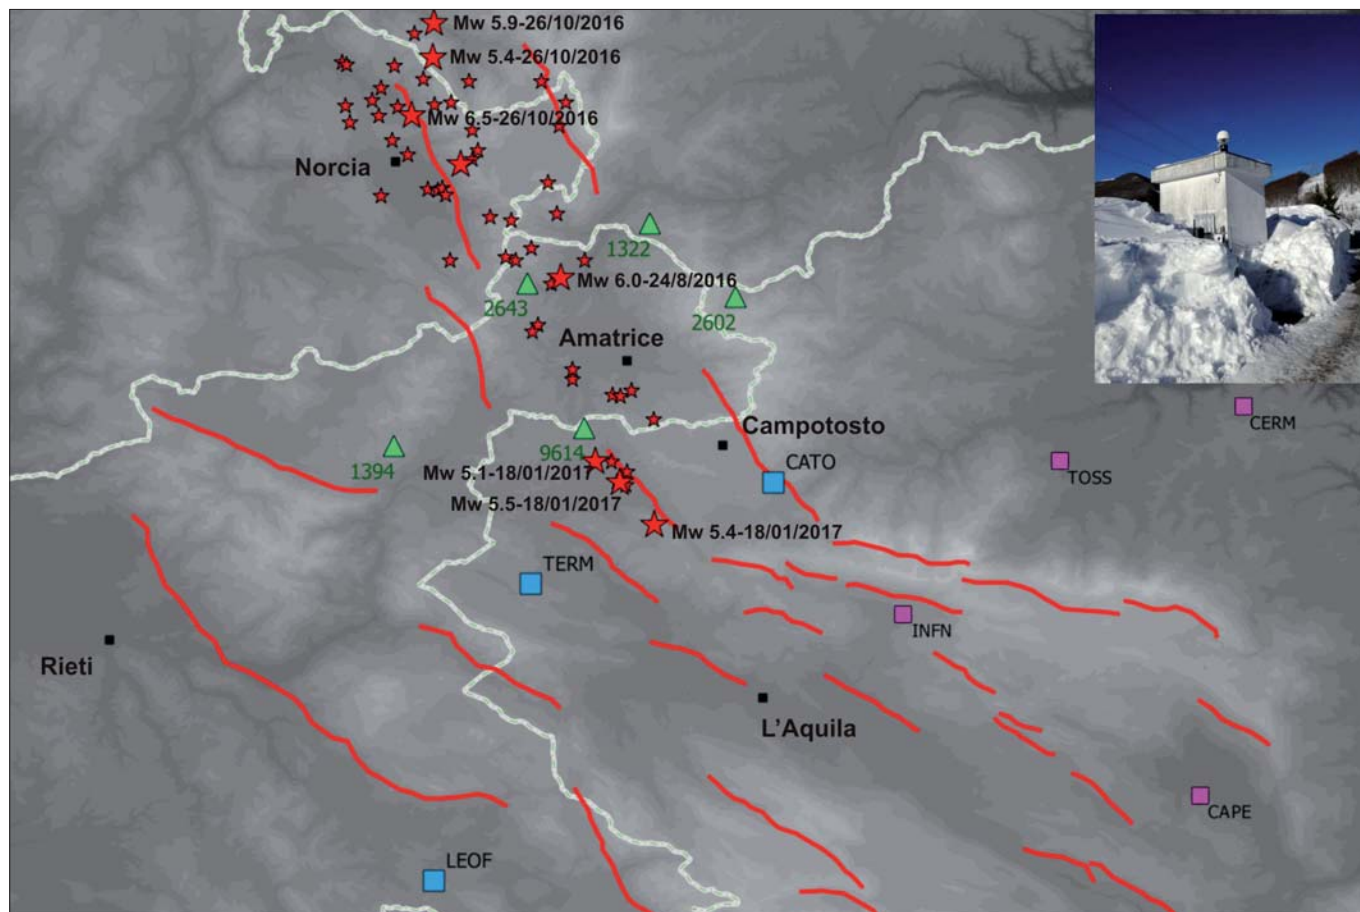 Mw 5.9-26/10/2016
Mw 5.4-26/10/2016
Mw 6.5-26/10/2016
Norcia
1322
Mw 6.0-24/8/2016
2643
2602
Amatrice
CERM
Campotosto
9614
CATO
1394
Mw 5.1-18/01/2017
TOSS
Mw 5.5-18/01/2017
Mw 5.4-18/01/2017
TERM
INFN
Rieti
L'Aquila
CAPE
LEOF